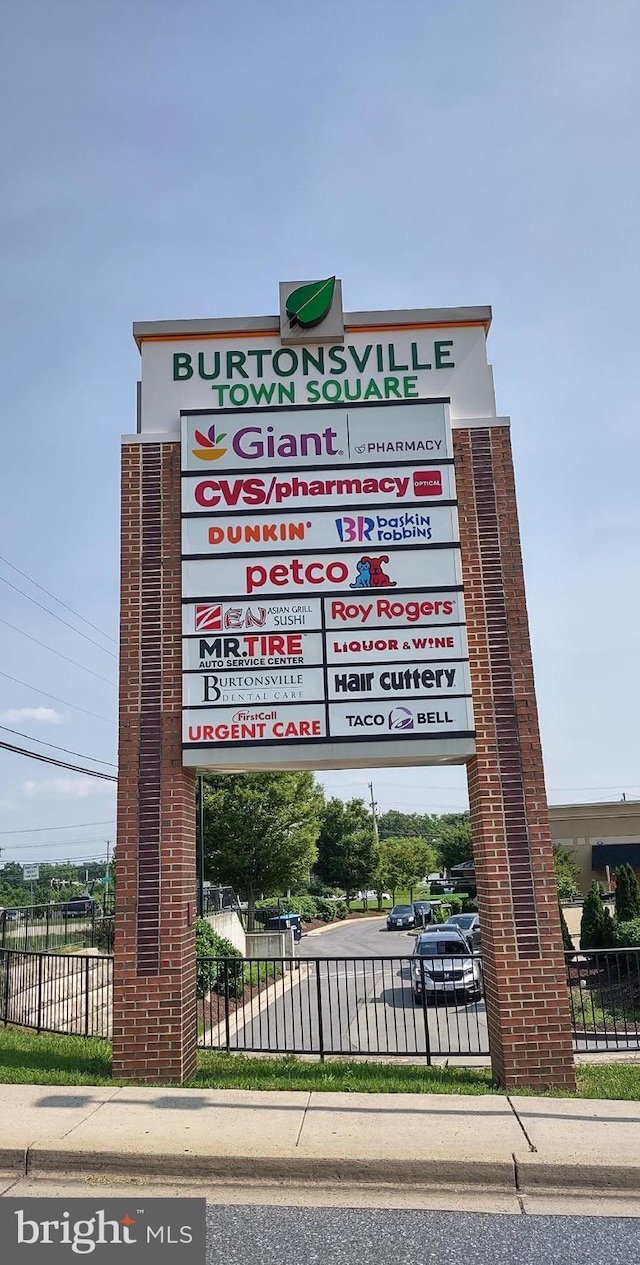 BURTONSVILLE
TOWN SQUARE
Giant PHARMACY
CVS/pharmacy OPTICAL
DUNKIN' BR baskin
robbins
petco
ZEN ASIAN GRILL
SUSHI
Roy Rogers
MR.TIRE
AUTO SERVICE CENTER
LIQUOR & WINE
BURTONSVILLE
DENTAL CARE
HAIR CUTTERY
FirstCall
URGENT CARE
TACO BELL
bright™ MLS